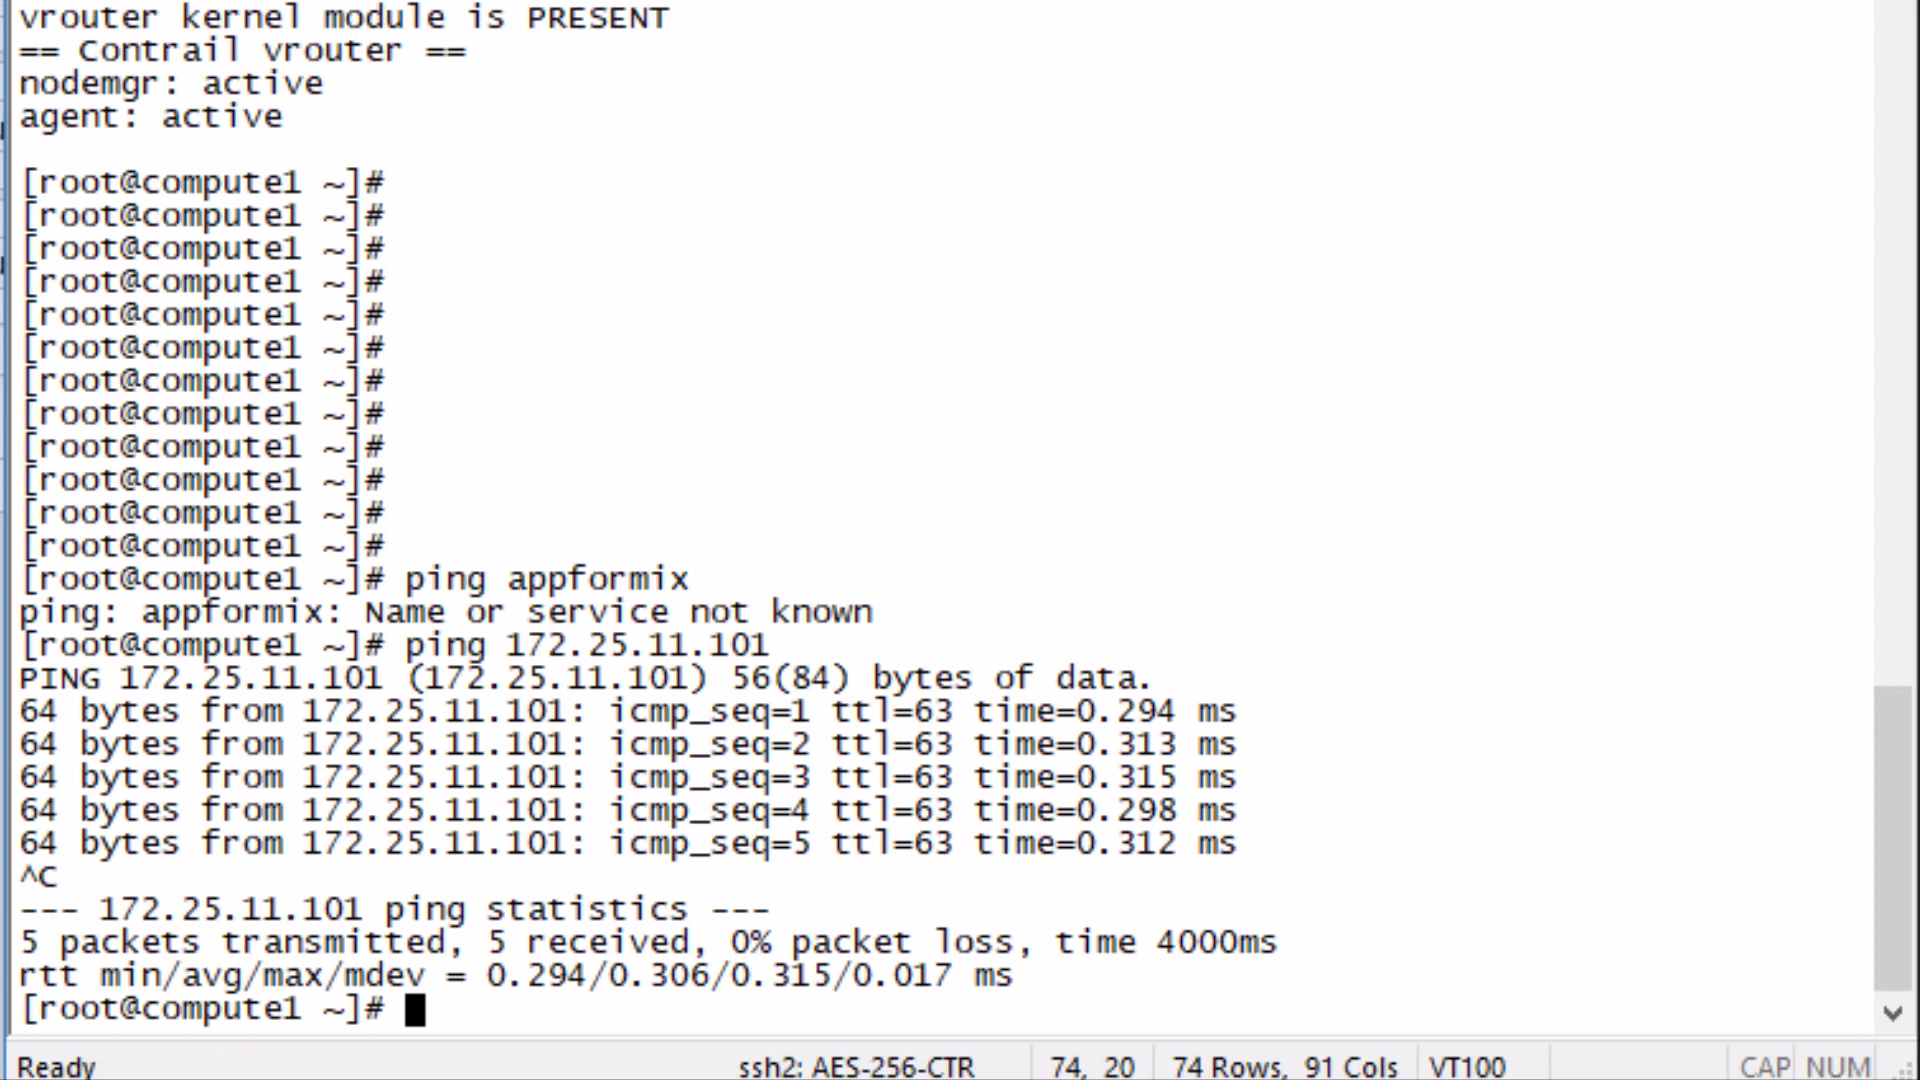 vrouter kernel module is PRESENT
== Contrail vrouter ==
nodemgr: active
agent: active
[root@compute1 ~]#
[root@compute1 ~]#
[root@compute1 ~]#
[root@compute1 ~]#
[root@compute1 ~]#
[root@compute1 ~]#
[root@compute1 ~]#
[root@compute1 ~]#
[root@compute1 ~]#
[root@compute1 ~]#
[root@compute1 ~]#
[root@compute1 ~]#
[root@compute1 ~]# ping appformix
ping: appformix: Name or service not known
[root@compute1 ~]# ping 172.25.11.101
PING 172.25.11.101 (172.25.11.101) 56(84) bytes of data.
64 bytes from 172.25.11.101: icmp_seq=1 ttl=63 time=0.294 ms
64 bytes from 172.25.11.101: icmp_seq=2 ttl=63 time=0.313 ms
64 bytes from 172.25.11.101: icmp_seq=3 ttl=63 time=0.315 ms
64 bytes from 172.25.11.101: icmp_seq=4 ttl=63 time=0.298 ms
64 bytes from 172.25.11.101: icmp_seq=5 ttl=63 time=0.312 ms
^C
--- 172.25.11.101 ping statistics ---
5 packets transmitted, 5 received, 0% packet loss, time 4000ms
rtt min/avg/max/mdev = 0.294/0.306/0.315/0.017 ms
[root@compute1 ~]#
Ready ssh2: AES-256-CTR 74, 20 74 Rows, 91 Cols VT100 CAP NUM